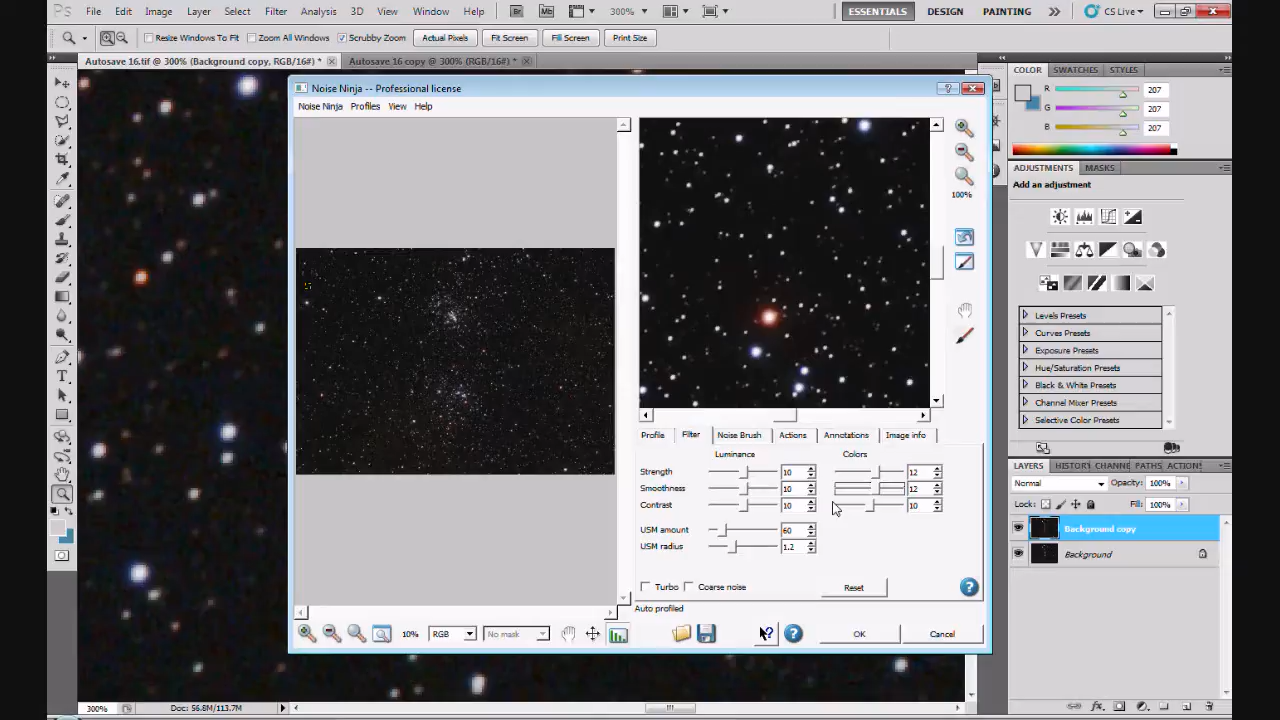 Ps File Edit Image Layer Select Filter Analysis 3D View Window Help Br Mb 300% ESSENTIALS DESIGN PAINTING CS Live
Resize Windows To Fit Zoom All Windows Scrubby Zoom Actual Pixels Fit Screen Fill Screen Print Size
Autosave 16.tif @ 300% (Background copy, RGB/16#) * Autosave 16 copy @ 300% (RGB/16#) *
Noise Ninja -- Professional license
Noise Ninja Profiles View Help
100%
Profile Filter Noise Brush Actions Annotations Image info
Luminance Colors
Strength 10 12
Smoothness 10 12
Contrast 10 10
USM amount 60
USM radius 1.2
Turbo Coarse noise Reset
Auto profiled
10% RGB No mask OK Cancel
300% Doc: 56.8M/113.7M
COLOR SWATCHES STYLES
R 207
G 207
B 207
ADJUSTMENTS MASKS
Add an adjustment
Levels Presets
Curves Presets
Exposure Presets
Hue/Saturation Presets
Black & White Presets
Channel Mixer Presets
Selective Color Presets
LAYERS HISTORY CHANNE PATHS ACTIONS
Normal Opacity: 100%
Lock: Fill: 100%
Background copy
Background